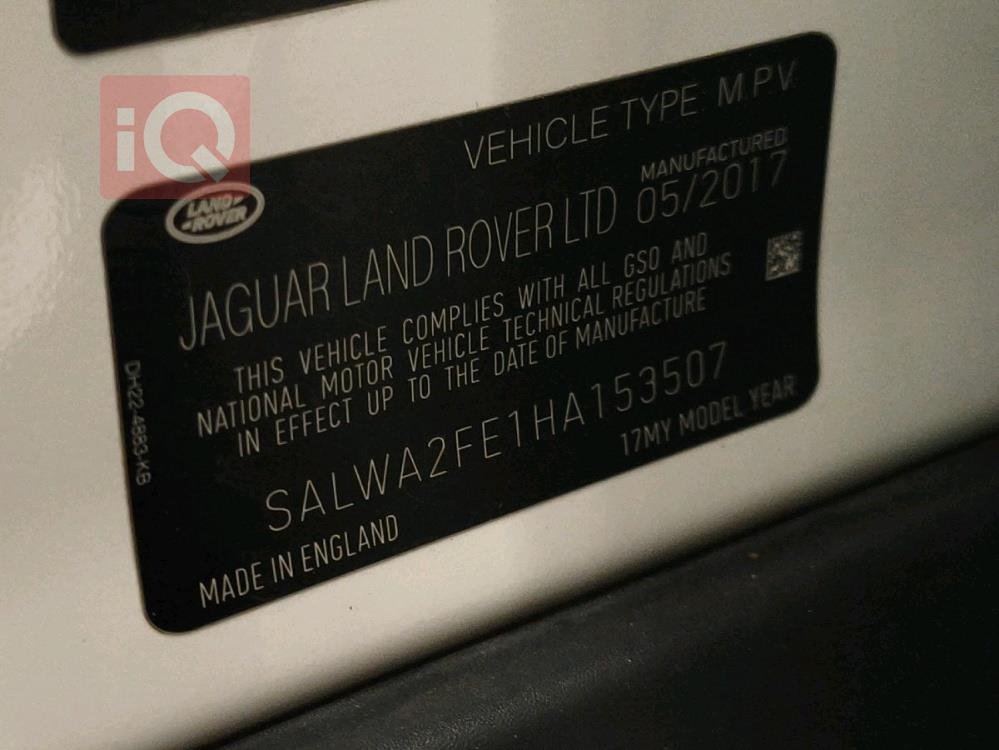 iQ
VEHICLE TYPE: M.P.V
LAND
ROVER
MANUFACTURED
JAGUAR LAND ROVER LTD 05/2017
THIS VEHICLE COMPLIES WITH ALL GSO AND
NATIONAL MOTOR VEHICLE TECHNICAL REGULATIONS
IN EFFECT UP TO THE DATE OF MANUFACTURE
SALWA2FE1HA153507
17MY MODEL YEAR
MADE IN ENGLAND
DH22-4883-KB